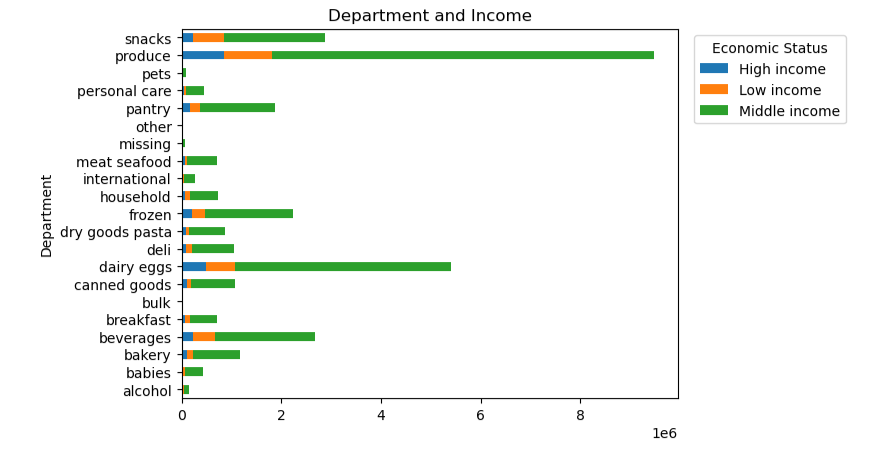 Department and Income
Department
snacks
produce
pets
personal care
pantry
other
missing
meat seafood
international
household
frozen
dry goods pasta
deli
dairy eggs
canned goods
bulk
breakfast
beverages
bakery
babies
alcohol
0 2 4 6 8
1e6
Economic Status
High income
Low income
Middle income